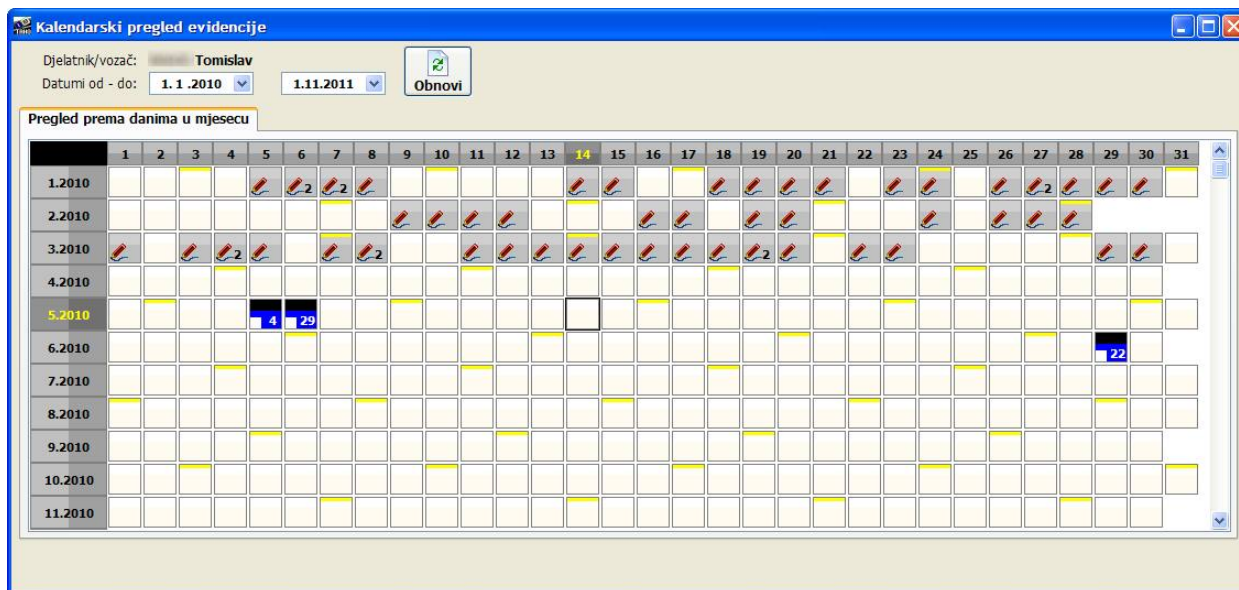 Kalendarski pregled evidencije
Djelatnik/vozač: Tomislav
Datumi od - do: 1. 1 .2010 1.11.2011 Obnovi
Pregled prema danima u mjesecu
1 2 3 4 5 6 7 8 9 10 11 12 13 14 15 16 17 18 19 20 21 22 23 24 25 26 27 28 29 30 31
1.2010 2 2 2
2.2010
3.2010 2 2 2
4.2010
5.2010 4 29
6.2010 22
7.2010
8.2010
9.2010
10.2010
11.2010